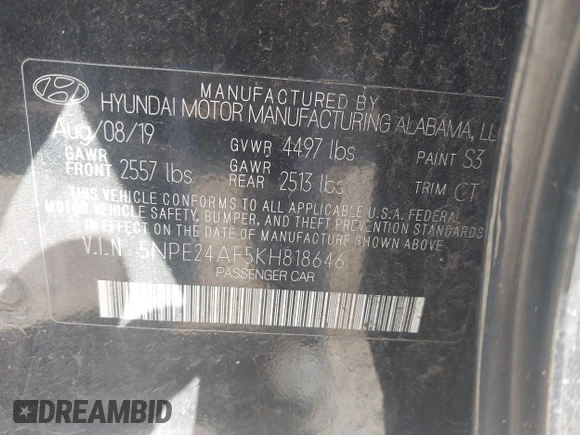 MANUFACTURED BY
HYUNDAI MOTOR MANUFACTURING ALABAMA, LLC
Aug/08/19 GVWR 4497 lbs PAINT S3
GAWR FRONT 2557 lbs GAWR REAR 2513 lbs TRIM CT
THIS VEHICLE CONFORMS TO ALL APPLICABLE U.S.A. FEDERAL
MOTOR VEHICLE SAFETY, BUMPER, AND THEFT PREVENTION STANDARDS
IN EFFECT ON THE DATE OF MANUFACTURE SHOWN ABOVE.
V.I.N: 5NPE24AF5KH818646
PASSENGER CAR
DREAMBID